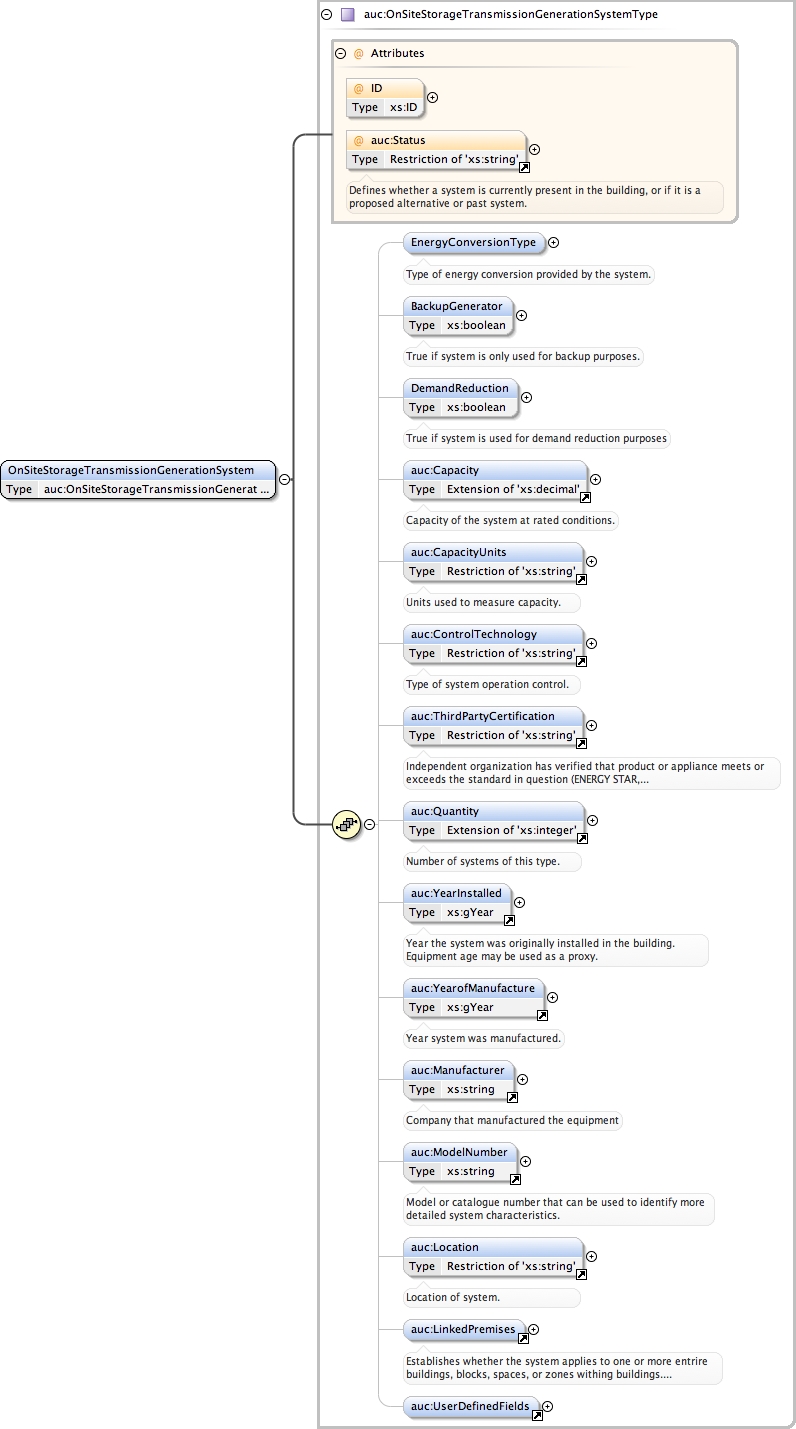 auc:OnSiteStorageTransmissionGenerationSystemType
@ Attributes
@ ID
Type xs:ID
@ auc:Status
Type Restriction of 'xs:string'
Defines whether a system is currently present in the building, or if it is a
proposed alternative or past system.
EnergyConversionType
Type of energy conversion provided by the system.
BackupGenerator
Type xs:boolean
True if system is only used for backup purposes.
DemandReduction
Type xs:boolean
True if system is used for demand reduction purposes
OnSiteStorageTransmissionGenerationSystem
Type auc:OnSiteStorageTransmissionGenerat ...
auc:Capacity
Type Extension of 'xs:decimal'
Capacity of the system at rated conditions.
auc:CapacityUnits
Type Restriction of 'xs:string'
Units used to measure capacity.
auc:ControlTechnology
Type Restriction of 'xs:string'
Type of system operation control.
auc:ThirdPartyCertification
Type Restriction of 'xs:string'
Independent organization has verified that product or appliance meets or
exceeds the standard in question (ENERGY STAR,...
auc:Quantity
Type Extension of 'xs:integer'
Number of systems of this type.
auc:YearInstalled
Type xs:gYear
Year the system was originally installed in the building.
Equipment age may be used as a proxy.
auc:YearofManufacture
Type xs:gYear
Year system was manufactured.
auc:Manufacturer
Type xs:string
Company that manufactured the equipment
auc:ModelNumber
Type xs:string
Model or catalogue number that can be used to identify more
detailed system characteristics.
auc:Location
Type Restriction of 'xs:string'
Location of system.
auc:LinkedPremises
Establishes whether the system applies to one or more entrire
buildings, blocks, spaces, or zones withing buildings....
auc:UserDefinedFields